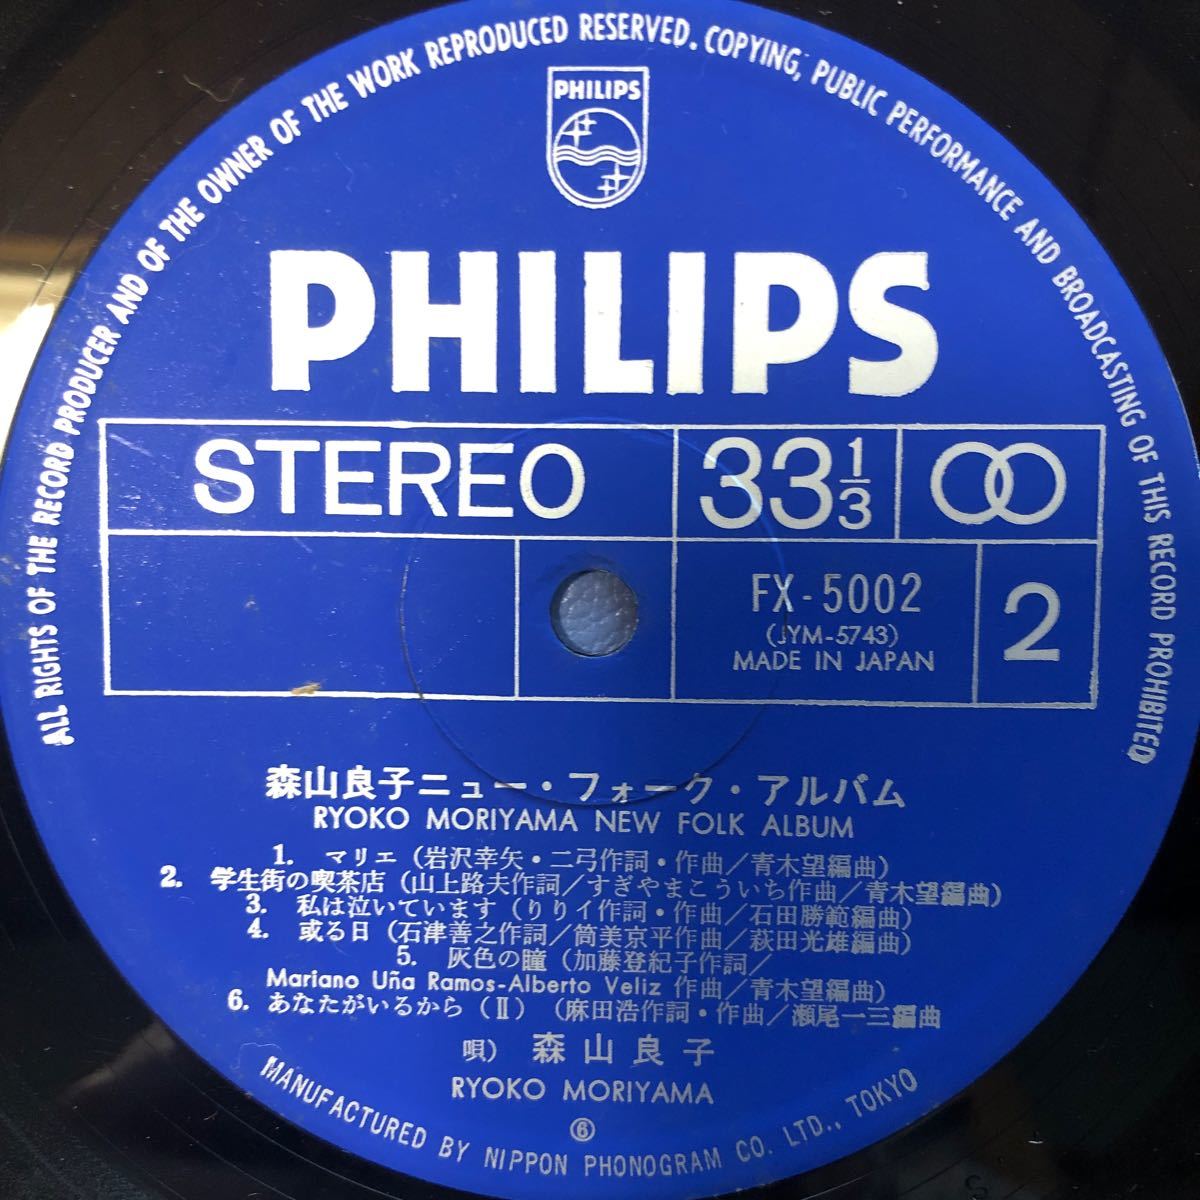 ALL RIGHTS OF THE RECORD PRODUCER AND OF THE OWNER OF THE WORK REPRODUCED RESERVED. COPYING, PUBLIC PERFORMANCE AND BROADCASTING OF THIS RECORD PROHIBITED
PHILIPS
PHILIPS
STEREO 33 1/3
FX-5002
(JYM-5743)
MADE IN JAPAN
2
森山良子ニュー・フォーク・アルバム
RYOKO MORIYAMA NEW FOLK ALBUM
1. マリエ(岩沢幸矢・二弓作詞・作曲/青木望編曲)
2. 学生街の喫茶店(山上路夫作詞/すぎやまこういち作曲/青木望編曲)
3. 私は泣いています(りりィ作詞・作曲/石田勝範編曲)
4. 或る日(石津善之作詞/筒美京平作曲/萩田光雄編曲)
5. 灰色の瞳(加藤登紀子作詞/
Mariano Uña Ramos-Alberto Veliz 作曲/青木望編曲)
6. あなたがいるから(Ⅱ)(麻田浩作詞・作曲/瀬尾一三編曲
唄) 森山良子
RYOKO MORIYAMA
⑥
MANUFACTURED BY NIPPON PHONOGRAM CO. LTD., TOKYO